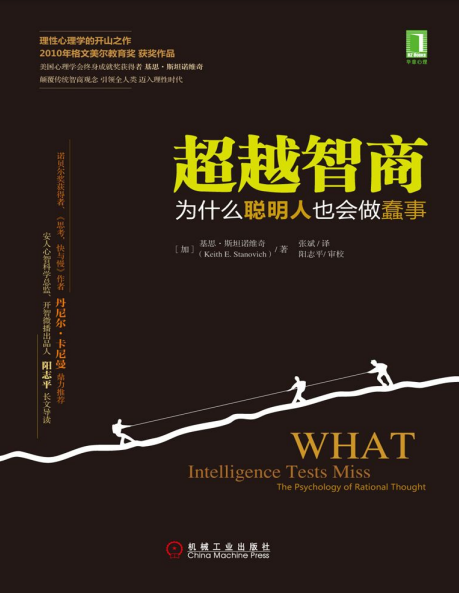 理性心理学的开山之作
2010年格文美尔教育奖 获奖作品
美国心理学会终身成就奖获得者 基思·斯坦诺维奇
颠覆传统智商观念 引领全人类 迈入理性时代
华章心理
超越智商
为什么聪明人也会做蠢事
[加] 基思·斯坦诺维奇 (Keith E. Stanovich) /著
张斌/译
阳志平/审校
诺贝尔奖获得者、《思考,快与慢》作者 丹尼尔·卡尼曼 鼎力推荐
安人心智科学总监、开智微播出品人 阳志平 长文导读
WHAT
Intelligence Tests Miss
The Psychology of Rational Thought
机械工业出版社
China Machine Press